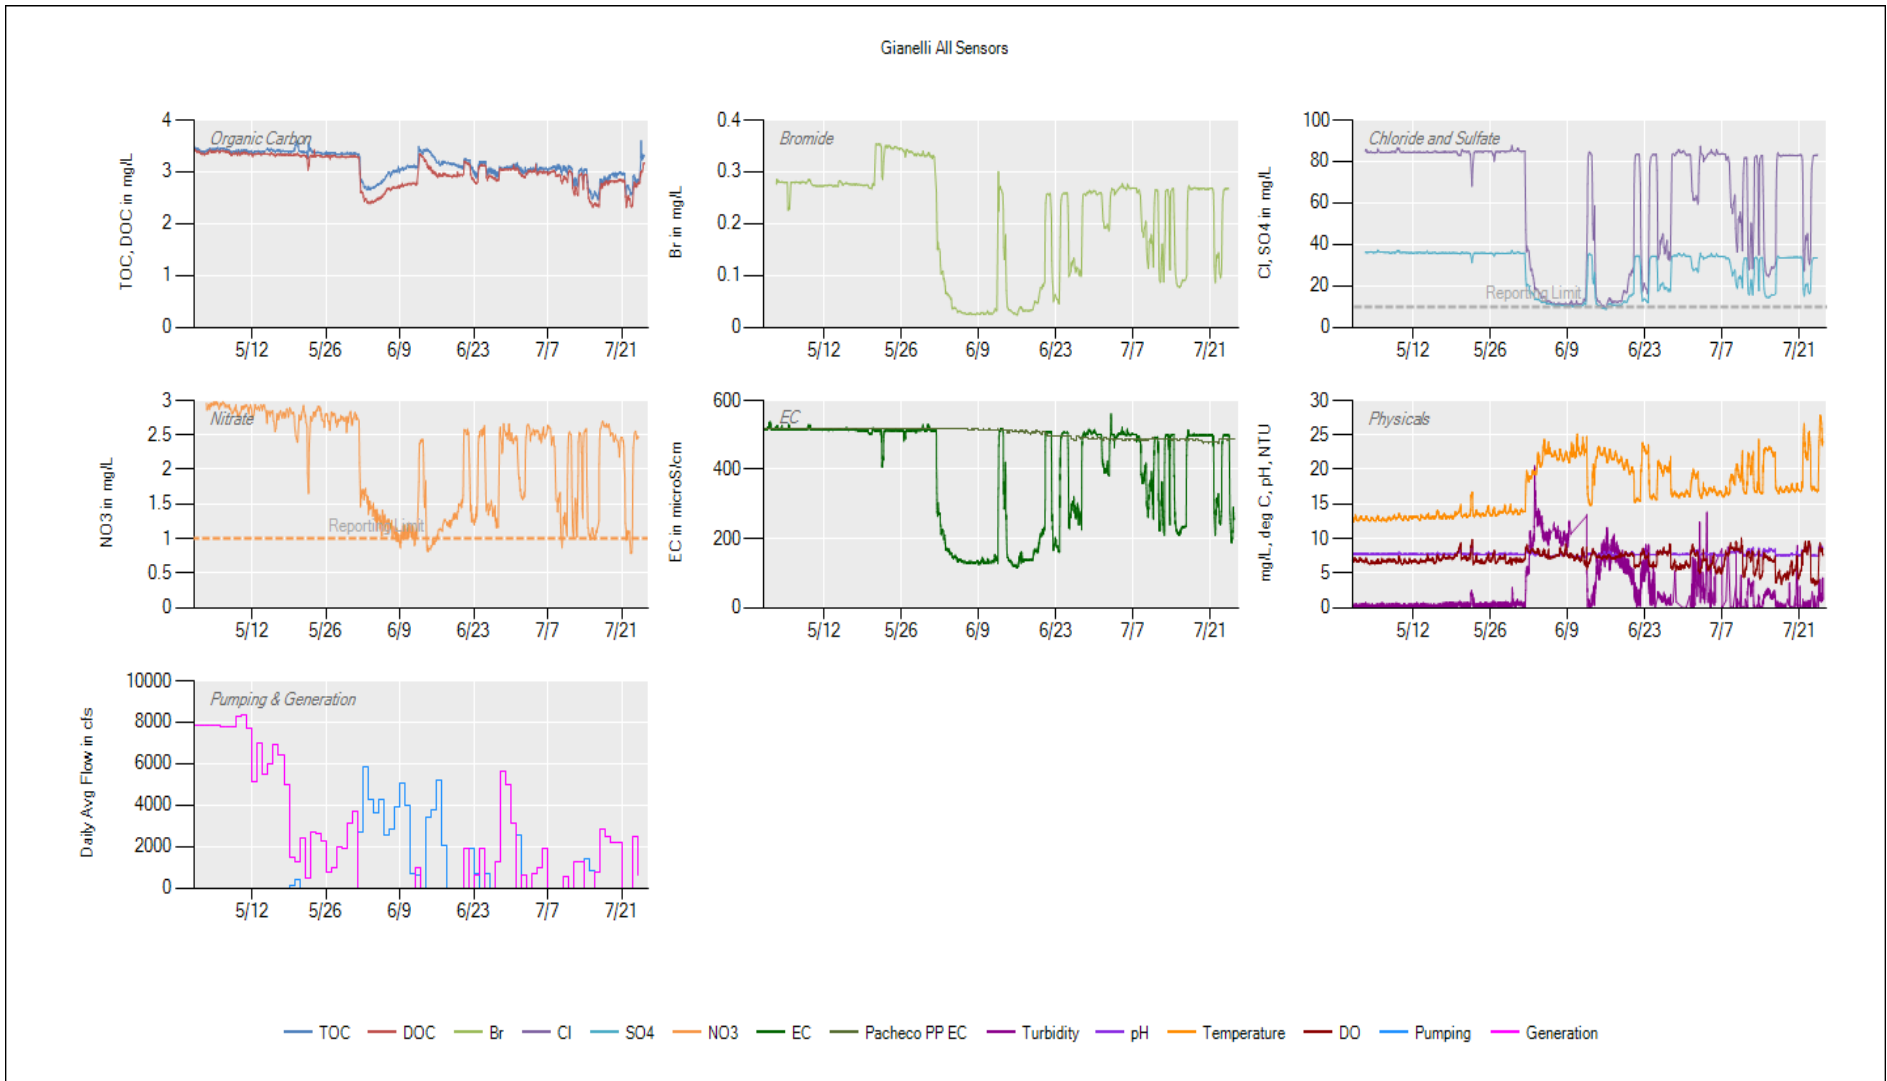 Gianelli All Sensors
Organic Carbon
TOC, DOC in mg/L
4
3
2
1
0
5/12 5/26 6/9 6/23 7/7 7/21
Bromide
Br in mg/L
0.4
0.3
0.2
0.1
0
5/12 5/26 6/9 6/23 7/7 7/21
Chloride and Sulfate
Cl, SO4 in mg/L
100
80
60
40
20
0
Reporting Limit
5/12 5/26 6/9 6/23 7/7 7/21
Nitrate
NO3 in mg/L
3
2.5
2
1.5
1
0.5
0
Reporting Limit
5/12 5/26 6/9 6/23 7/7 7/21
EC
EC in microS/cm
600
400
200
0
5/12 5/26 6/9 6/23 7/7 7/21
Physicals
mg/L, deg C, pH, NTU
30
25
20
15
10
5
0
5/12 5/26 6/9 6/23 7/7 7/21
Pumping & Generation
Daily Avg Flow in cfs
10000
8000
6000
4000
2000
0
5/12 5/26 6/9 6/23 7/7 7/21
TOC DOC Br Cl SO4 NO3 EC Pacheco PP EC Turbidity pH Temperature DO Pumping Generation